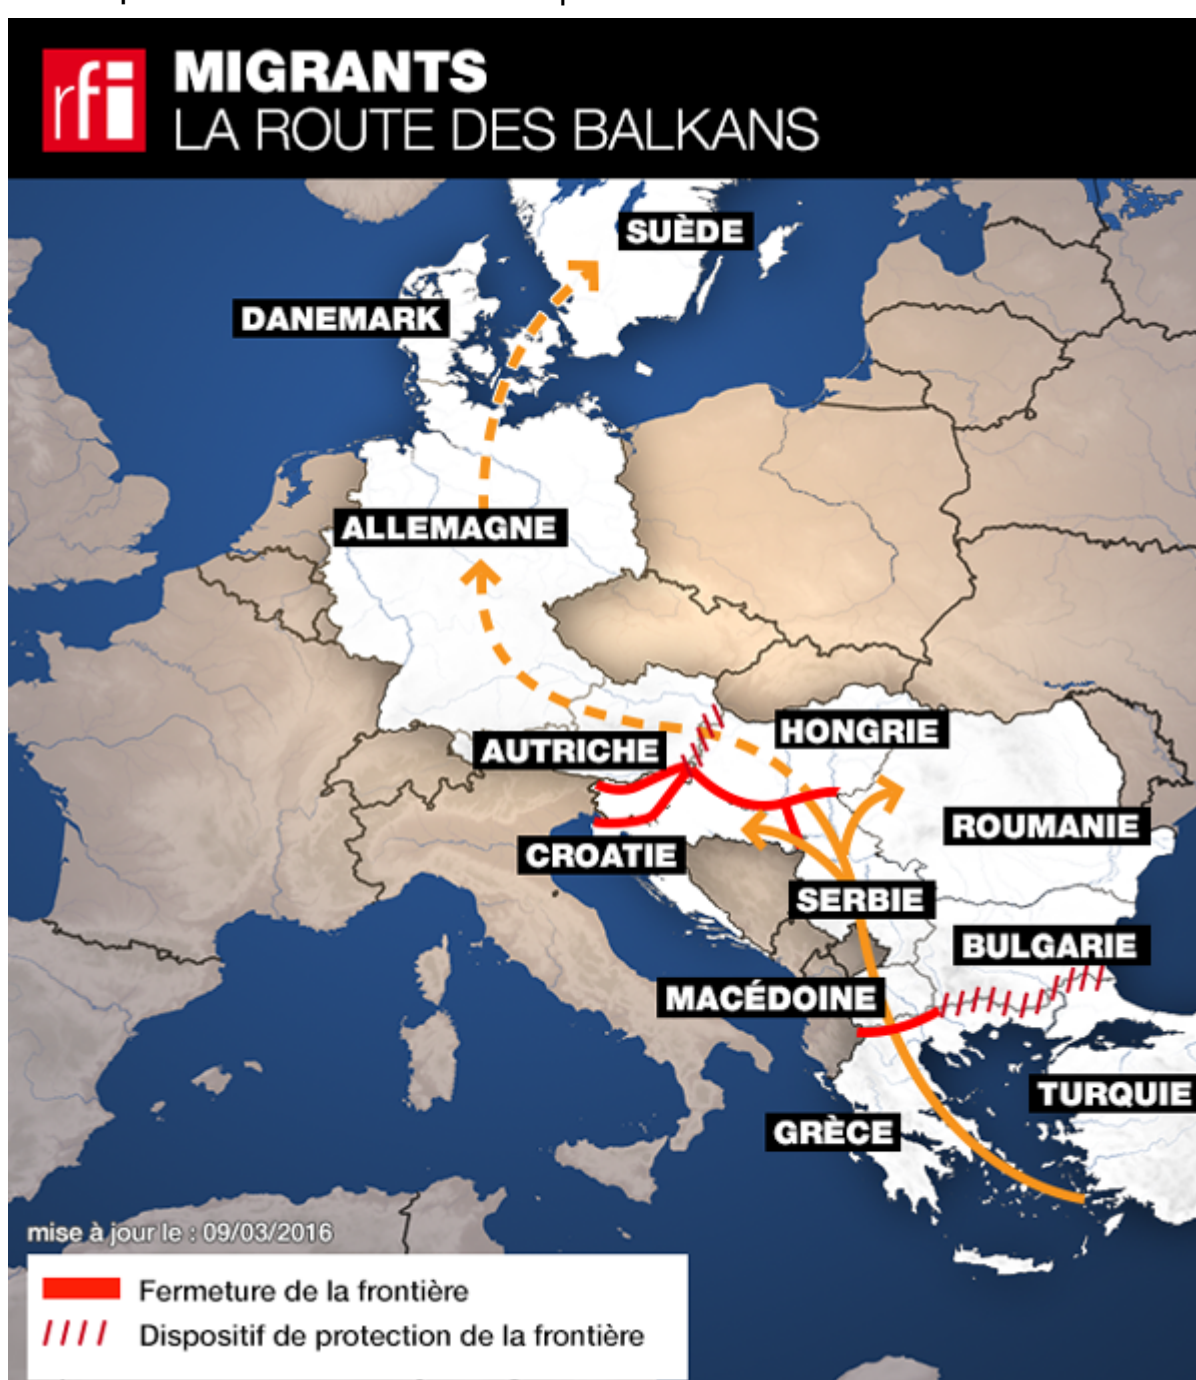 rfi
MIGRANTS
LA ROUTE DES BALKANS
SUÈDE
DANEMARK
ALLEMAGNE
HONGRIE
AUTRICHE
ROUMANIE
CROATIE
SERBIE
BULGARIE
MACÉDOINE
TURQUIE
GRÈCE
mise à jour le : 09/03/2016
Fermeture de la frontière
Dispositif de protection de la frontière